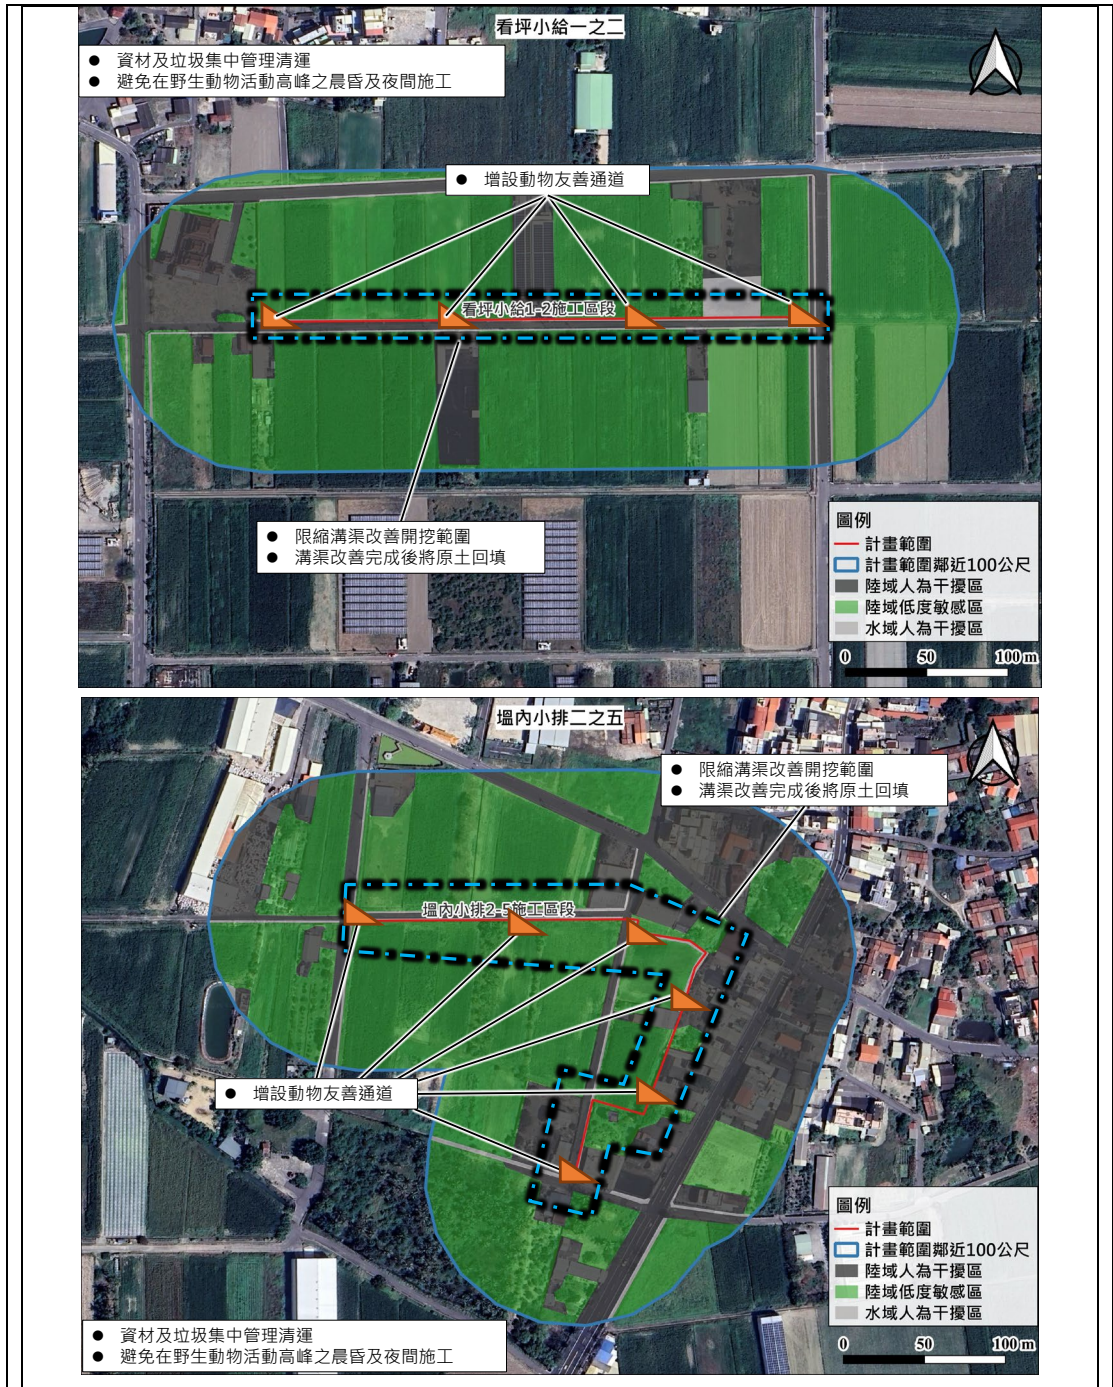 看坪小給一之二
● 資材及垃圾集中管理清運
● 避免在野生動物活動高峰之晨昏及夜間施工
● 增設動物友善通道
看坪小給1-2施工區段
● 限縮溝渠改善開挖範圍
● 溝渠改善完成後將原土回填
圖例
計畫範圍
計畫範圍鄰近100公尺
陸域人為干擾區
陸域低度敏感區
水域人為干擾區
0 50 100 m
塭內小排二之五
● 限縮溝渠改善開挖範圍
● 溝渠改善完成後將原土回填
塭內小排2-5施工區段
● 增設動物友善通道
圖例
計畫範圍
計畫範圍鄰近100公尺
陸域人為干擾區
陸域低度敏感區
水域人為干擾區
0 50 100 m
● 資材及垃圾集中管理清運
● 避免在野生動物活動高峰之晨昏及夜間施工